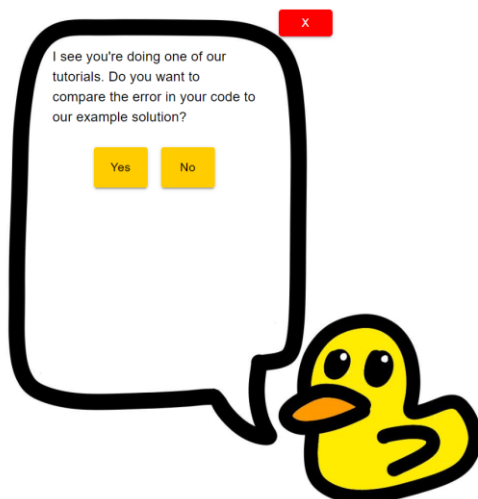 X
I see you're doing one of our
tutorials. Do you want to
compare the error in your code to
our example solution?
Yes No